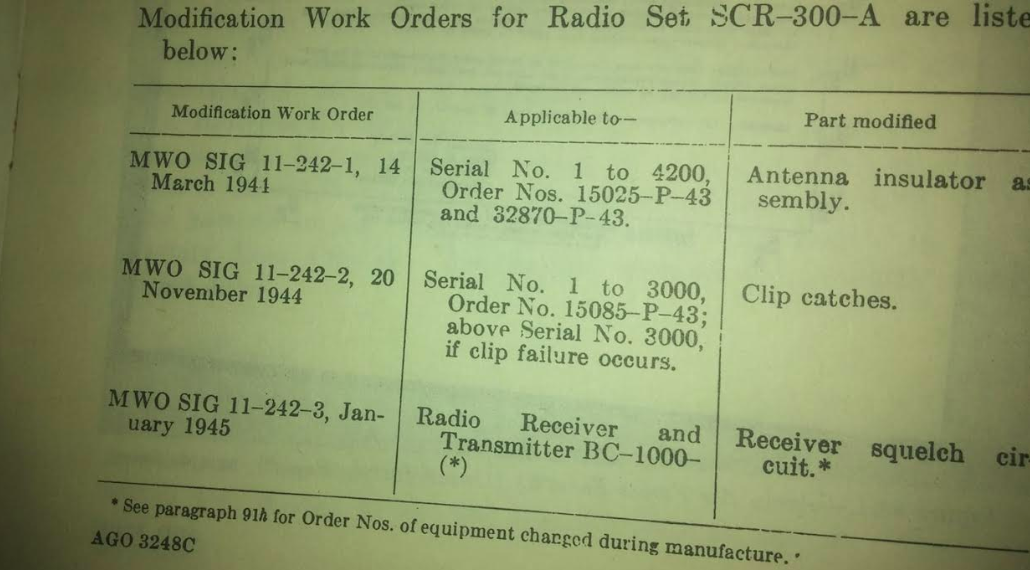 Modification Work Orders for Radio Set SCR–300–A are liste
below:
Modification Work Order
Applicable to—
Part modified
MWO SIG 11–242–1, 14
March 1941
Serial No. 1 to 4200,
Order Nos. 15025–P–43
and 32870–P–43.
Antenna insulator as
sembly.
MWO SIG 11–242–2, 20
November 1944
Serial No. 1 to 3000,
Order No. 15085–P–43;
above Serial No. 3000,
if clip failure occurs.
Clip catches.
MWO SIG 11–242–3, Jan-
uary 1945
Radio Receiver and
Transmitter BC–1000–
(*)
Receiver squelch cir-
cuit.*
* See paragraph 91h for Order Nos. of equipment changed during manufacture.
AGO 3248C